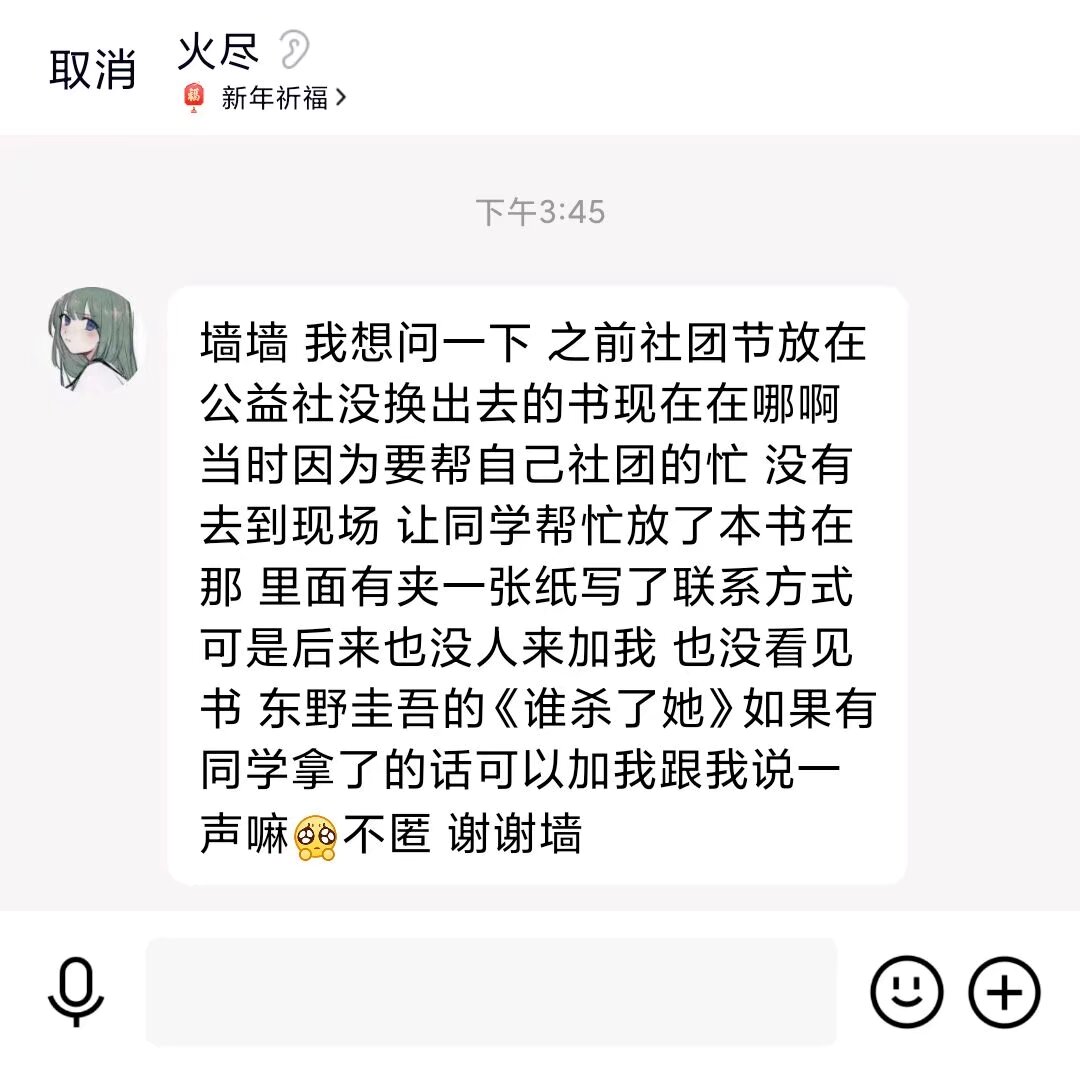 取消
火尽
福
新年祈福
下午3:45
墙墙 我想问一下 之前社团节放在
公益社没换出去的书现在在哪啊
当时因为要帮自己社团的忙 没有
去到现场 让同学帮忙放了本书在
那 里面有夹一张纸写了联系方式
可是后来也没人来加我 也没看见
书 东野圭吾的《谁杀了她》如果有
同学拿了的话可以加我跟我说一
声嘛🥺不匿 谢谢墙